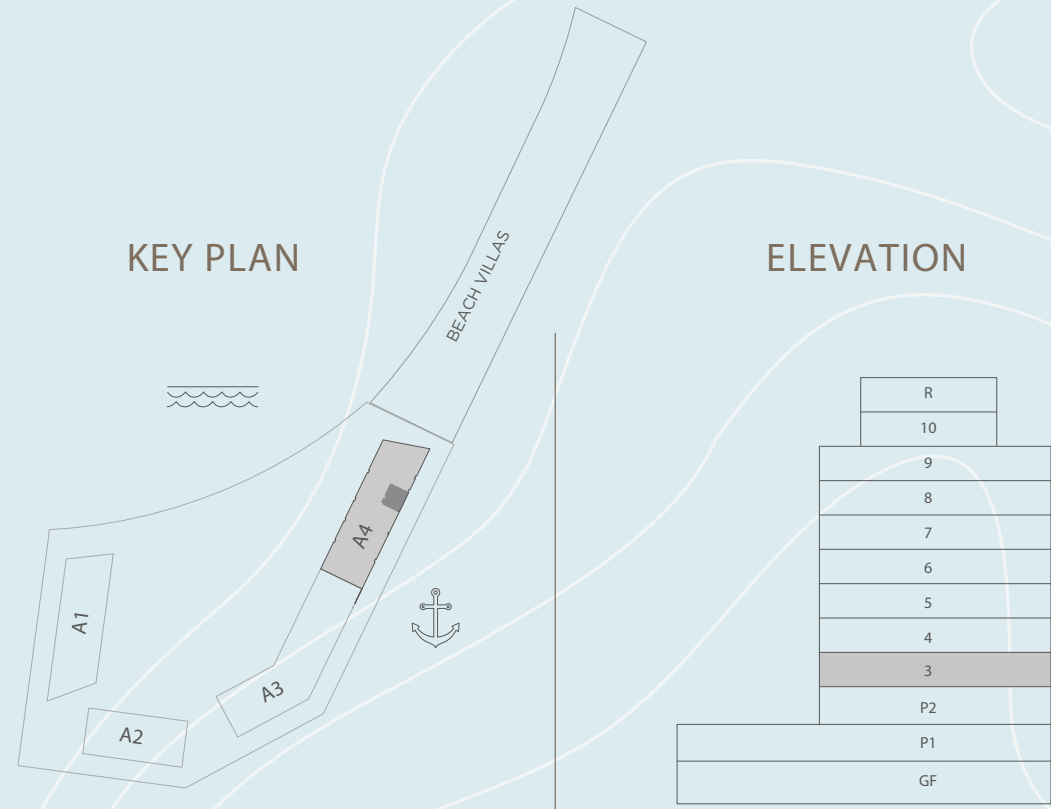 KEY PLAN
ELEVATION
BEACH VILLAS
A4
A1
A3
A2
R
10
9
8
7
6
5
4
3
P2
P1
GF